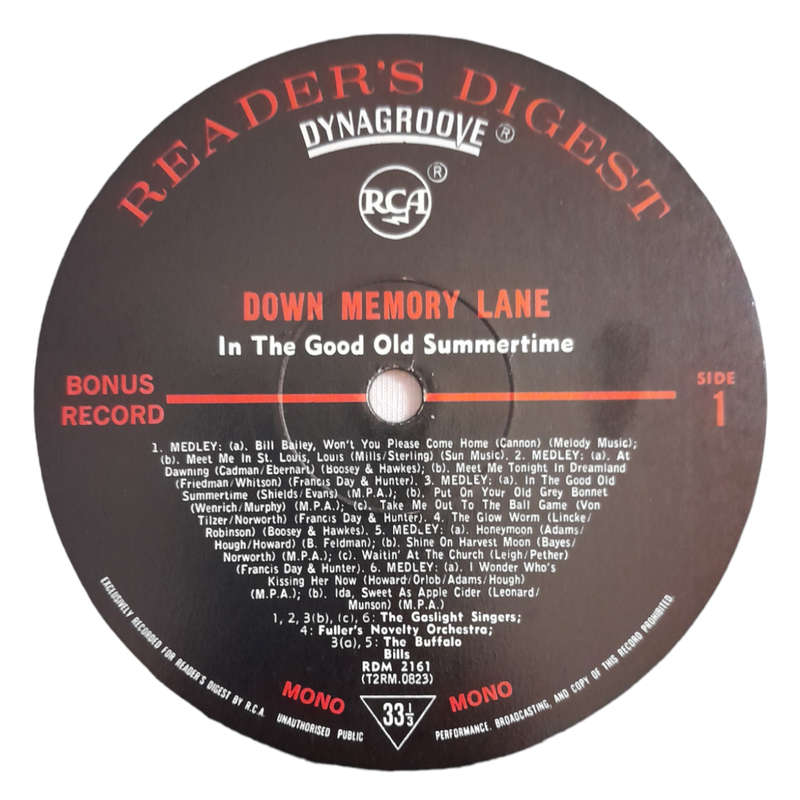 READER'S DIGEST
DYNAGROOVE ®
RCA ®
DOWN MEMORY LANE
In The Good Old Summertime
BONUS RECORD
SIDE 1
1. MEDLEY: (a). Bill Bailey, Won't You Please Come Home (Cannon) (Melody Music);
(b). Meet Me In St. Louis, Louis (Mills/Sterling) (Sun Music). 2. MEDLEY: (a). At
Dawning (Cadman/Eberhart) (Boosey & Hawkes); (b). Meet Me Tonight In Dreamland
(Friedman/Whitson) (Francis Day & Hunter). 3. MEDLEY: (a). In The Good Old
Summertime (Shields/Evans) (M.P.A.); (b). Put On Your Old Grey Bonnet
(Wenrich/Murphy) (M.P.A.); (c). Take Me Out To The Ball Game (Von
Tilzer/Norworth) (Francis Day & Hunter). 4. The Glow Worm (Lincke/
Robinson) (Boosey & Hawkes). 5. MEDLEY: (a). Honeymoon (Adams/
Hough/Howard) (B. Feldman); (b). Shine On Harvest Moon (Bayes/
Norworth) (M.P.A.); (c). Waitin' At The Church (Leigh/Pether)
(Francis Day & Hunter). 6. MEDLEY: (a). I Wonder Who's
Kissing Her Now (Howard/Orlob/Adams/Hough)
(M.P.A.); (b). Ida, Sweet As Apple Cider (Leonard/
Munson) (M.P.A.)
1, 2, 3(b), (c), 6: The Gaslight Singers;
4: Fuller's Novelty Orchestra;
3(a), 5: The Buffalo
Bills
RDM 2161
(T2RM.0823)
MONO 33⅓ MONO
EXCLUSIVELY RECORDED FOR READER'S DIGEST BY R.C.A. UNAUTHORISED PUBLIC PERFORMANCE, BROADCASTING, AND COPY OF THIS RECORD PROHIBITED.